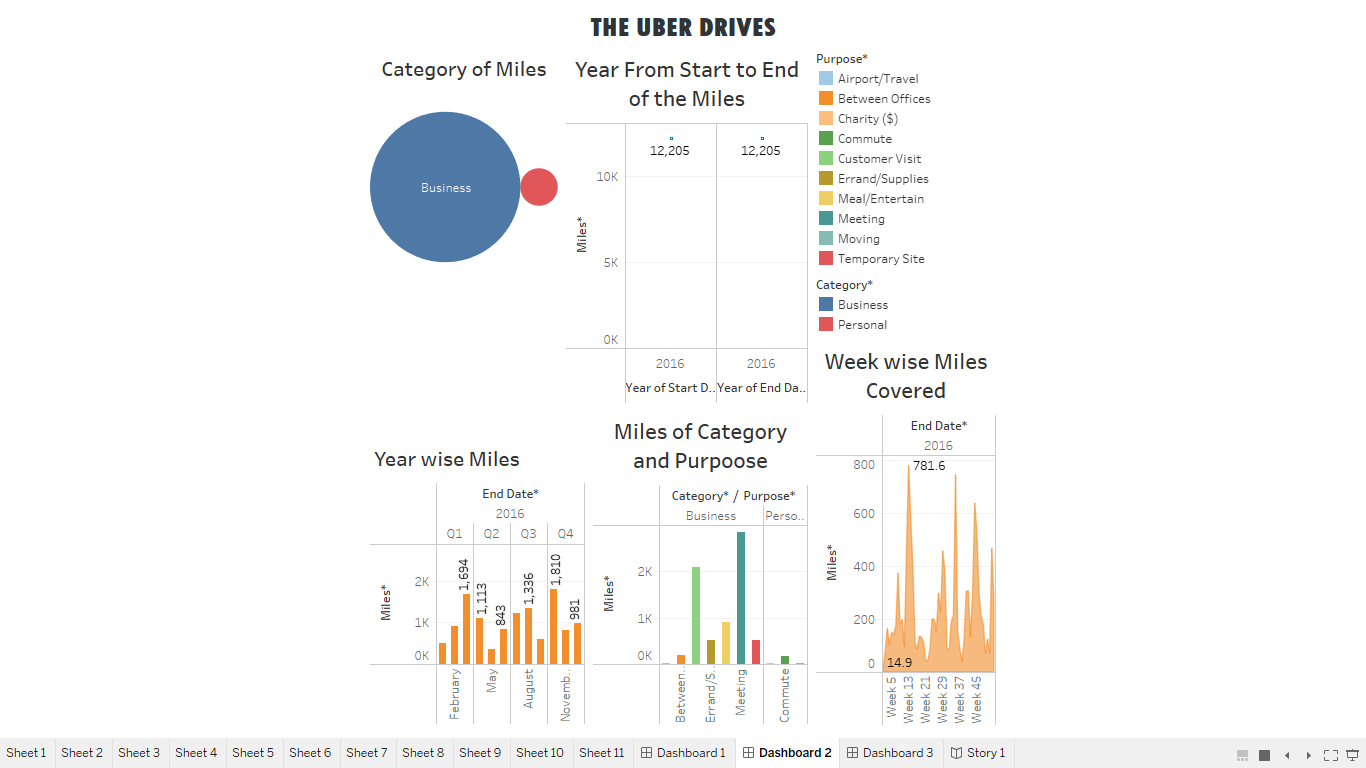 THE UBER DRIVES
Category of Miles
Business
Year From Start to End
of the Miles
12,205
12,205
10K
5K
0K
Miles*
2016
2016
Year of Start D..
Year of End Da..
Purpose*
Airport/Travel
Between Offices
Charity ($)
Commute
Customer Visit
Errand/Supplies
Meal/Entertain
Meeting
Moving
Temporary Site
Category*
Business
Personal
Year wise Miles
End Date*
2016
Q1 Q2 Q3 Q4
Miles*
2K
1K
0K
1,694
1,113
843
1,336
1,810
981
February
May
August
Novemb..
Miles of Category
and Purpoose
Category* / Purpose*
Business
Perso..
Miles*
2K
1K
0K
Between..
Errand/S..
Meeting
Commute
Week wise Miles
Covered
End Date*
2016
Miles*
800
600
400
200
0
781.6
14.9
Week 5
Week 13
Week 21
Week 29
Week 37
Week 45
Sheet 1 Sheet 2 Sheet 3 Sheet 4 Sheet 5 Sheet 6 Sheet 7 Sheet 8 Sheet 9 Sheet 10 Sheet 11 Dashboard 1 Dashboard 2 Dashboard 3 Story 1